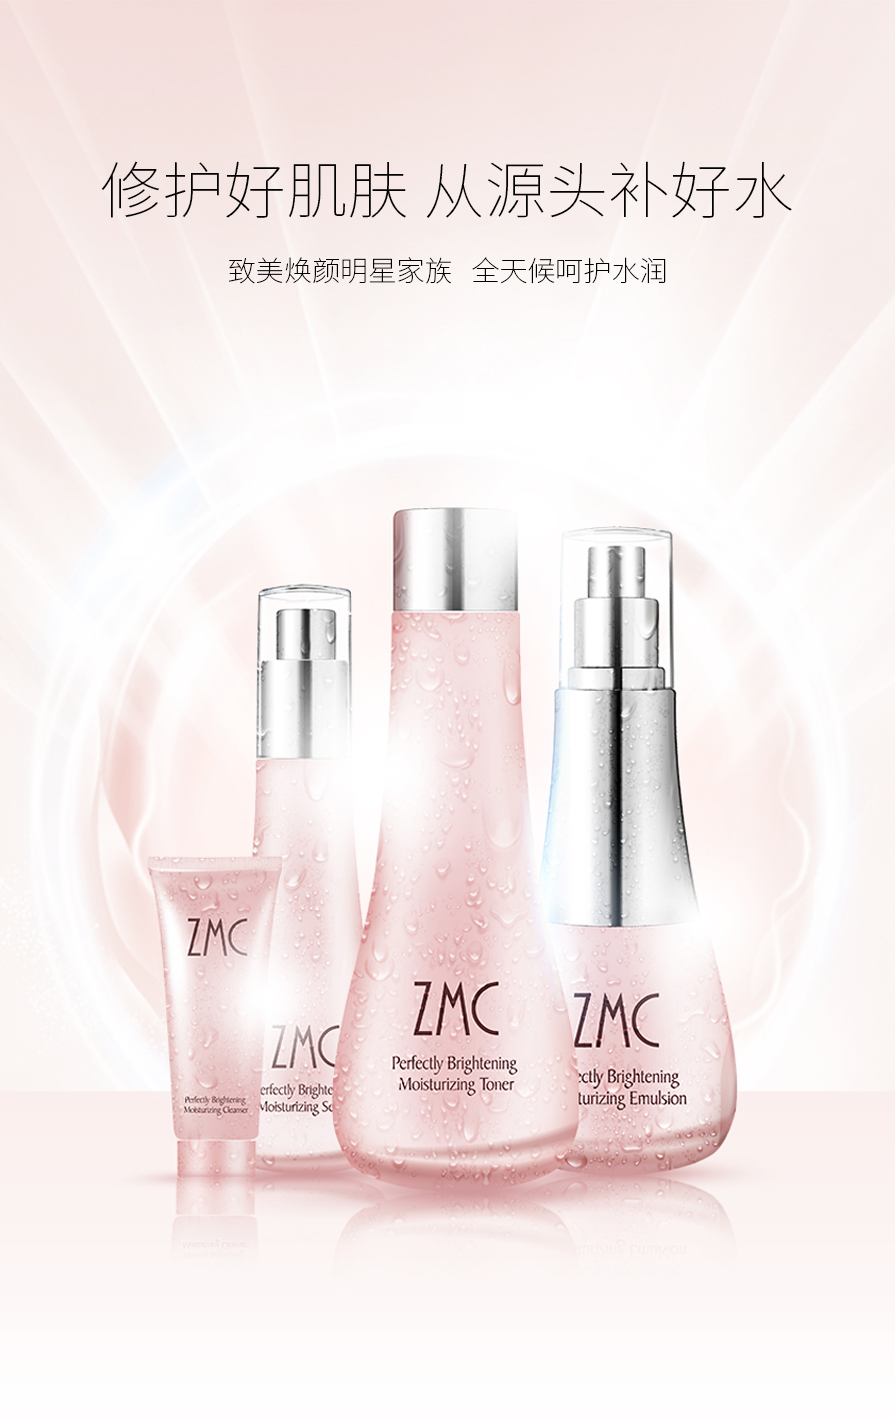 修护好肌肤 从源头补好水
致美焕颜明星家族 全天候呵护水润
ZMC
Perfectly Brightening
Moisturizing Cleanser
ZMC
Moisturizing
ZMC
Perfectly Brightening
Moisturizing Toner
ZMC
Brightening
Emulsion